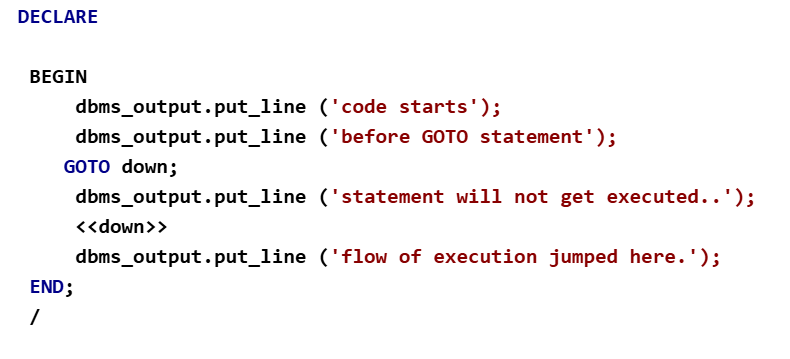 DECLARE
BEGIN
dbms_output.put_line ('code starts');
dbms_output.put_line ('before GOTO statement');
GOTO down;
dbms_output.put_line ('statement will not get executed..');
<<down>>
dbms_output.put_line ('flow of execution jumped here.');
END;
/